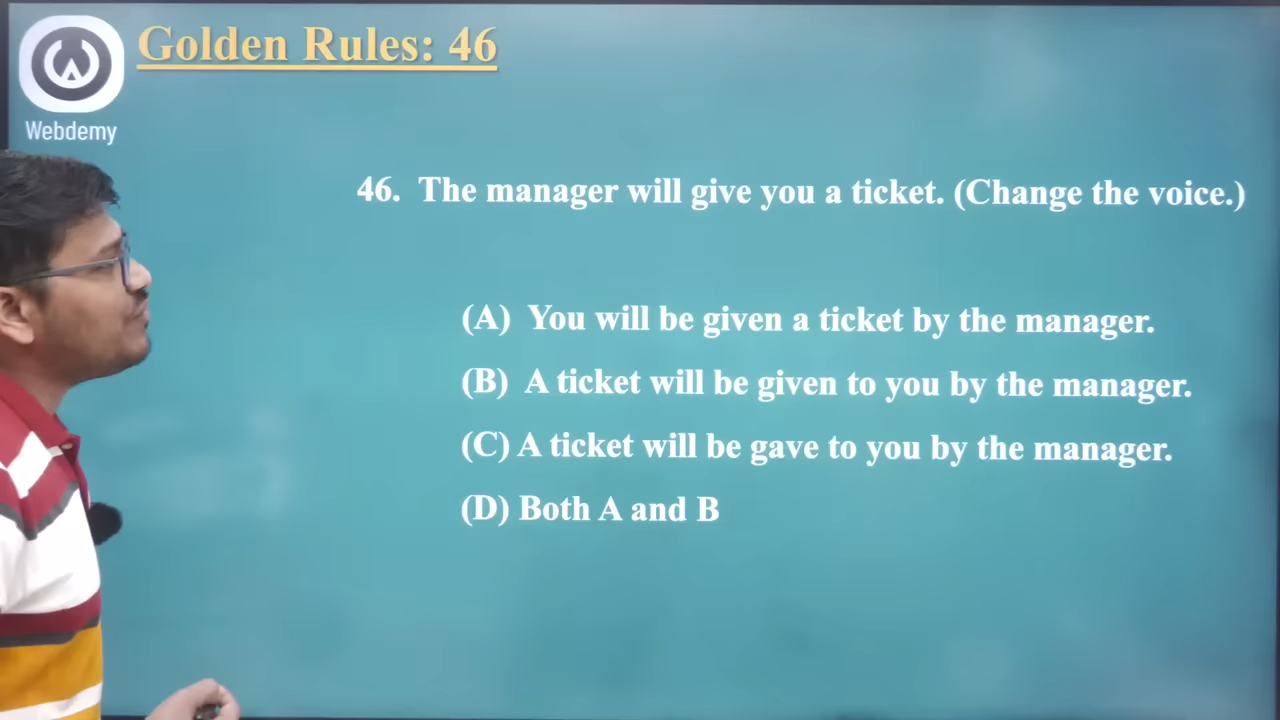 Golden Rules: 46
Webdemy
46. The manager will give you a ticket. (Change the voice.)
(A) You will be given a ticket by the manager.
(B) A ticket will be given to you by the manager.
(C) A ticket will be gave to you by the manager.
(D) Both A and B